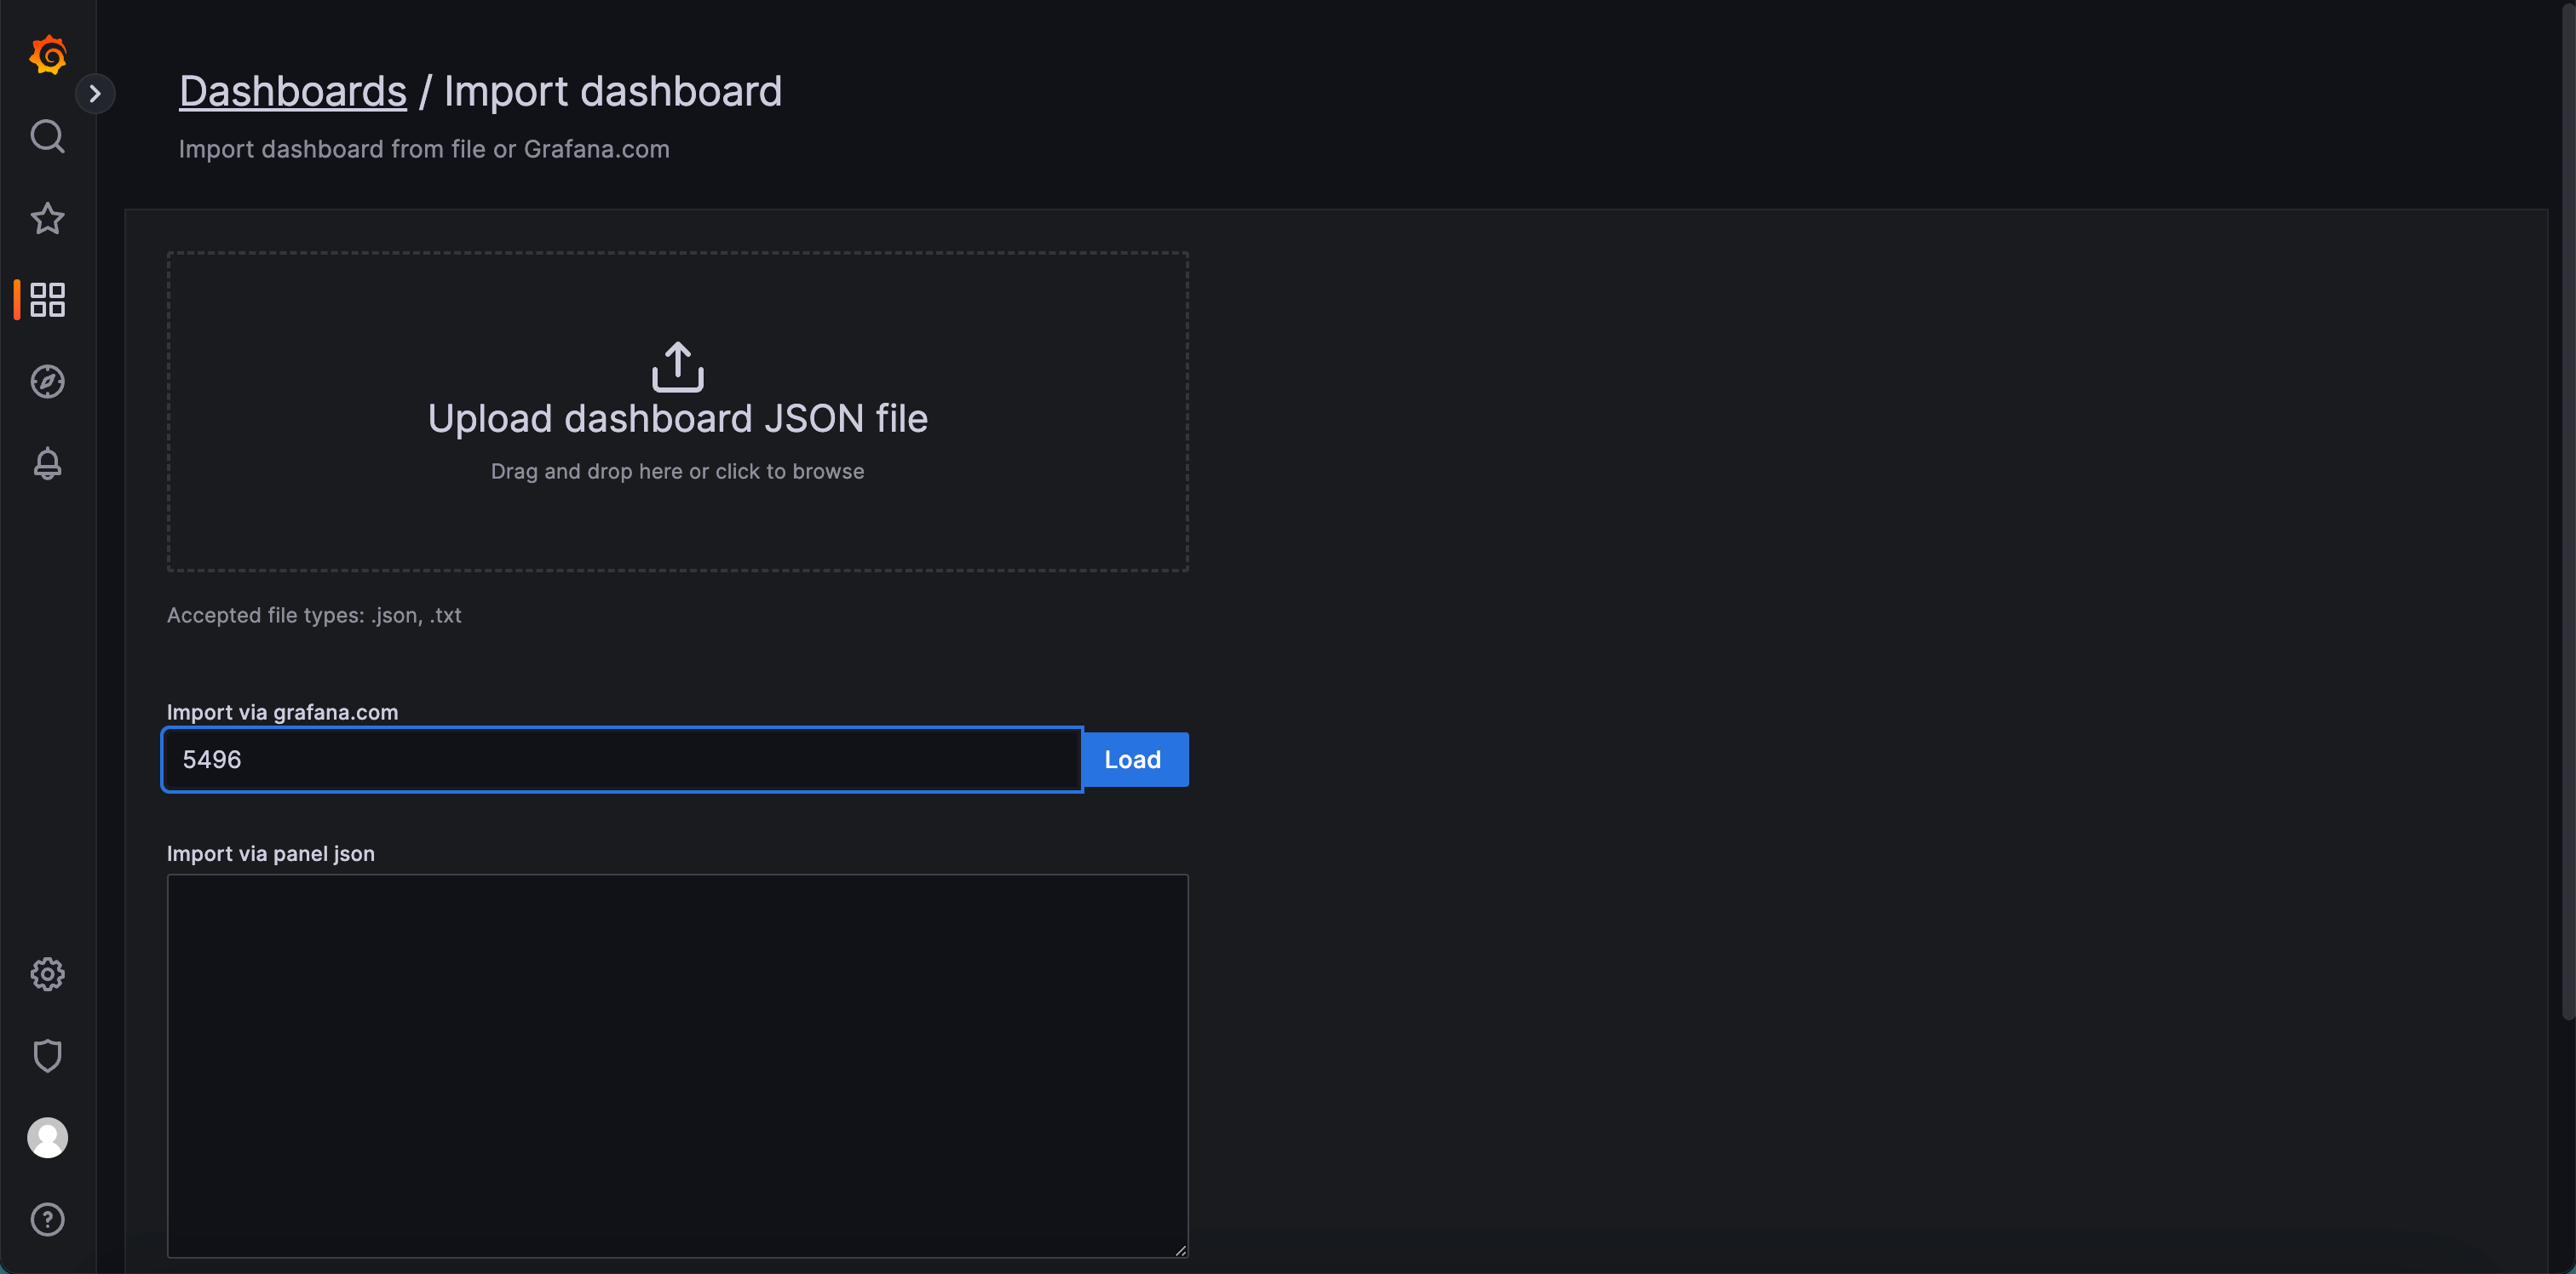 Dashboards / Import dashboard
Import dashboard from file or Grafana.com
Upload dashboard JSON file
Drag and drop here or click to browse
Accepted file types: .json, .txt
Import via grafana.com
5496
Load
Import via panel json